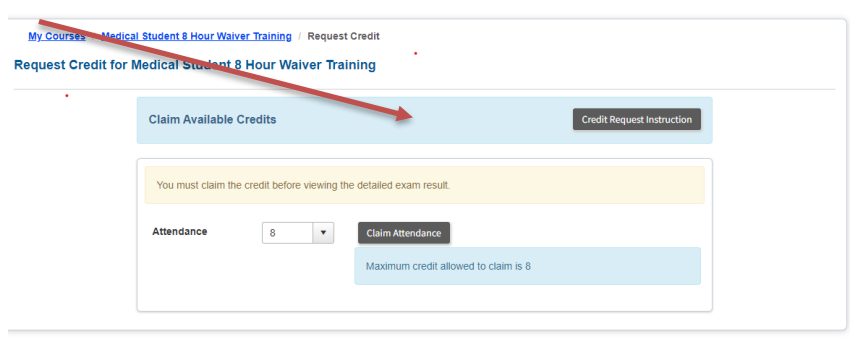 My Courses / Medical Student 8 Hour Waiver Training / Request Credit
Request Credit for Medical Student 8 Hour Waiver Training
Claim Available Credits
Credit Request Instruction
You must claim the credit before viewing the detailed exam result.
Attendance 8 Claim Attendance
Maximum credit allowed to claim is 8